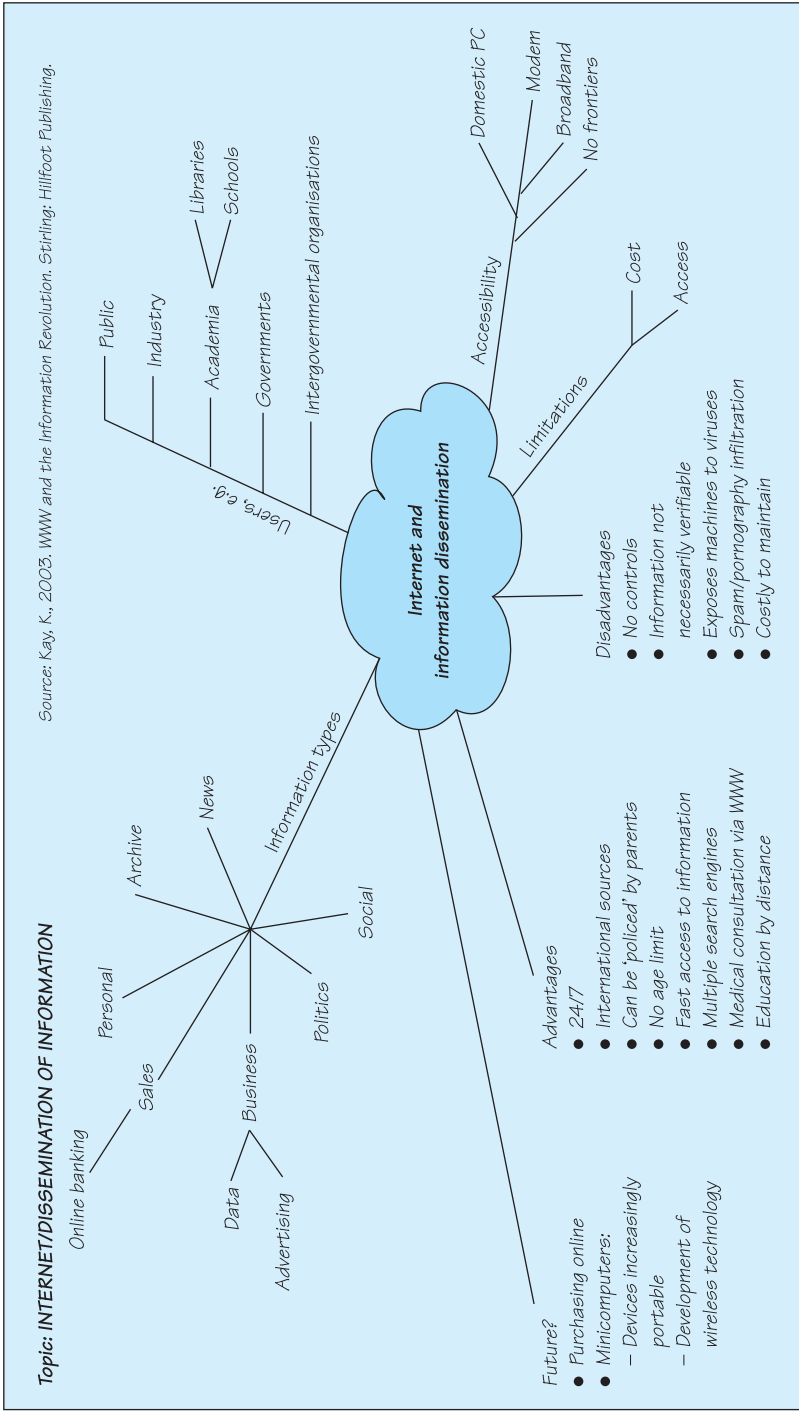 Topic: INTERNET/DISSEMINATION OF INFORMATION
Source: Kay, K., 2003. WWW and the Information Revolution. Stirling: Hillfoot Publishing.
Online banking
Sales
Personal
Archive
News
Data
Advertising
Business
Politics
Social
Information types
Users, e.g.
Public
Industry
Academia
Libraries
Schools
Governments
Intergovernmental organisations
Internet and
information dissemination
Accessibility
Domestic PC
Modem
Broadband
No frontiers
Limitations
Cost
Access
Future?
● Purchasing online
● Minicomputers:
– Devices increasingly
portable
– Development of
wireless technology
Advantages
● 24/7
● International sources
● Can be ‘policed’ by parents
● No age limit
● Fast access to information
● Multiple search engines
● Medical consultation via WWW
● Education by distance
Disadvantages
● No controls
● Information not
necessarily verifiable
● Exposes machines to viruses
● Spam/pornography infiltration
● Costly to maintain